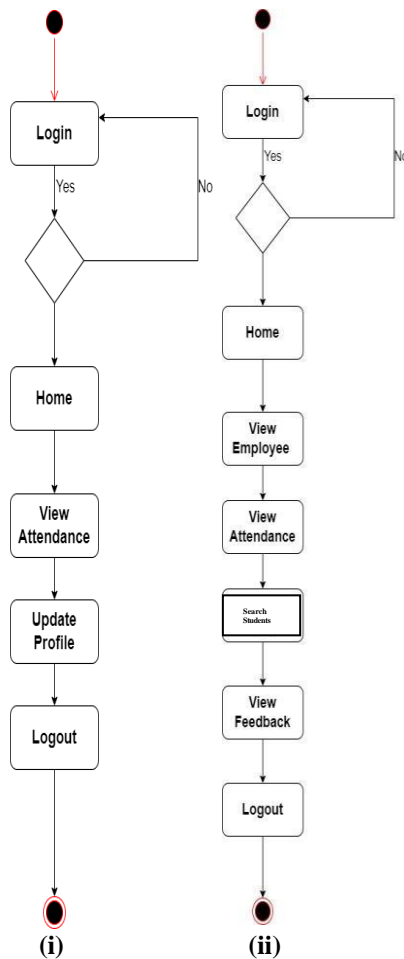 Login
Yes
No
Home
View
Attendance
Update
Profile
Logout
(i)
Login
Yes
No
Home
View
Employee
View
Attendance
Search
Students
View
Feedback
Logout
(ii)